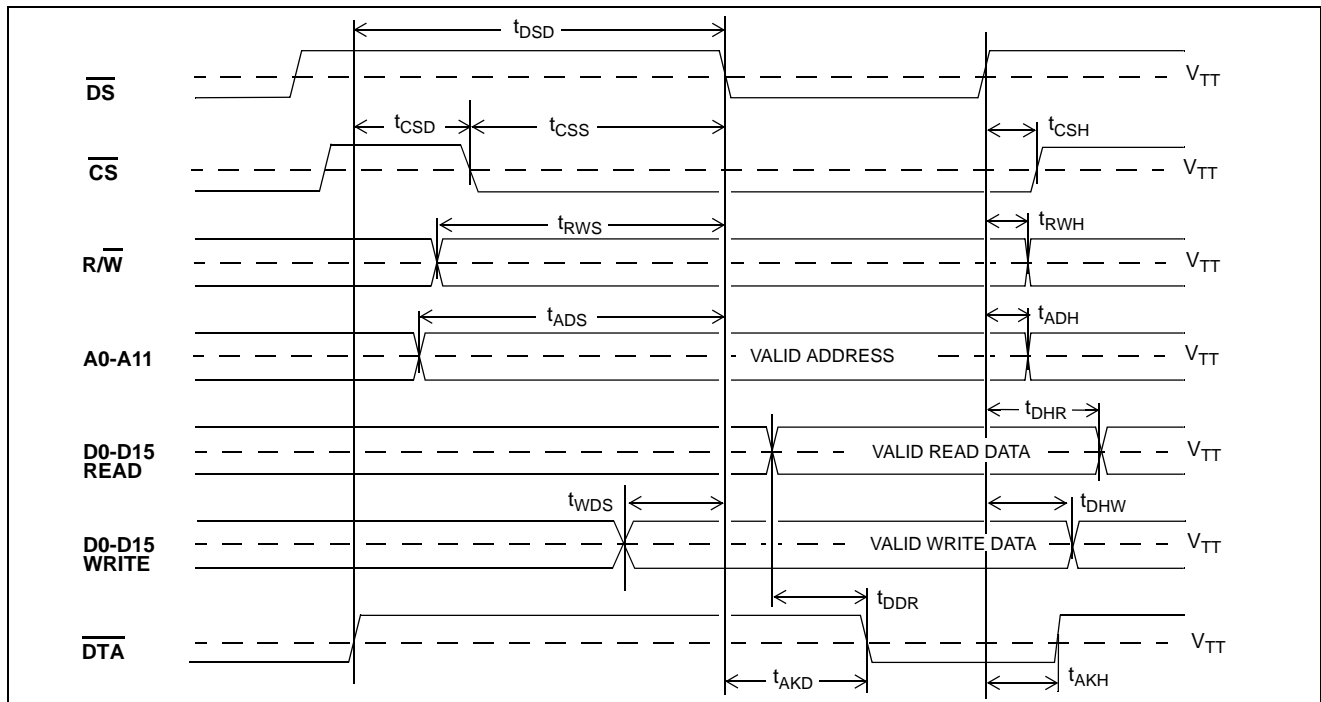 tDSD
DS VTT
tCSD tCSS tCSH
CS VTT
tRWS tRWH
R/W VTT
tADS tADH
A0-A11 VALID ADDRESS VTT
tDHR
D0-D15 VALID READ DATA VTT
READ
tWDS tDHW
D0-D15 VALID WRITE DATA VTT
WRITE
tDDR
DTA VTT
tAKD tAKH